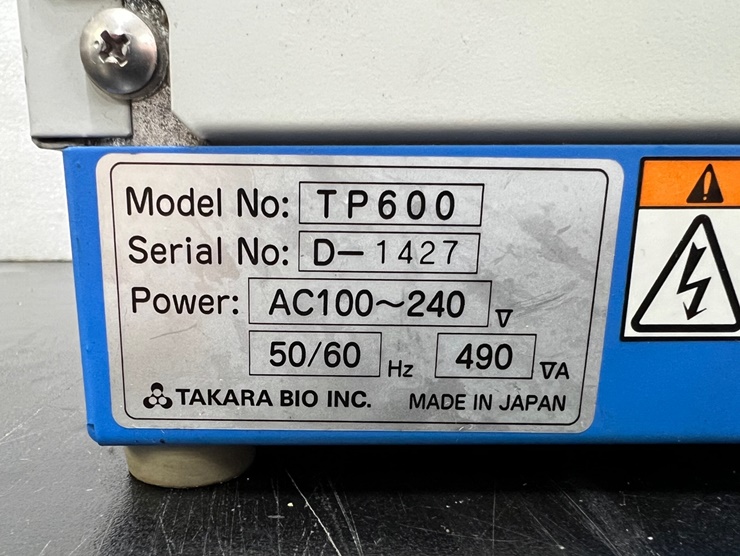 Model No: TP600
Serial No: D-1427
Power: AC100~240 V
50/60 Hz 490 VA
TAKARA BIO INC. MADE IN JAPAN